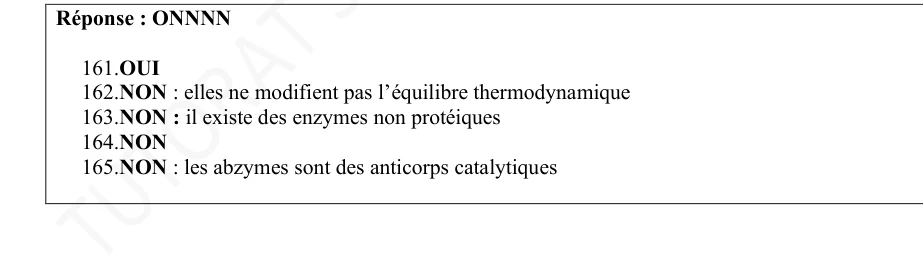 Réponse : ONNNN
161.OUI
162.NON : elles ne modifient pas l’équilibre thermodynamique
163.NON : il existe des enzymes non protéiques
164.NON
165.NON : les abzymes sont des anticorps catalytiques